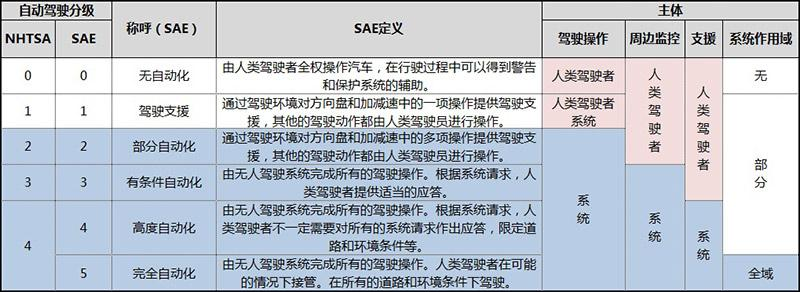 自动驾驶分级 称呼（SAE） SAE定义 主体
NHTSA SAE 驾驶操作 周边监控 支援 系统作用域
0 0 无自动化 由人类驾驶者全权操作汽车，在行驶过程中可以得到警告
和保护系统的辅助。
人类驾驶者 人类驾驶者 人类驾驶者 无
1 1 驾驶支援 通过驾驶环境对方向盘和加减速中的一项操作提供驾驶支
援，其他的驾驶动作都由人类驾驶员进行操作。
人类驾驶者
系统
部分
2 2 部分自动化 通过驾驶环境对方向盘和加减速中的多项操作提供驾驶支
援，其他的驾驶动作都由人类驾驶员进行操作。
系统
3 3 有条件自动化 由无人驾驶系统完成所有的驾驶操作。根据系统请求，人
类驾驶者提供适当的应答。
系统
4 4 高度自动化 由无人驾驶系统完成所有的驾驶操作。根据系统请求，人
类驾驶者不一定需要对所有的系统请求作出应答，限定道
路和环境条件等。
系统
5 完全自动化 由无人驾驶系统完成所有的驾驶操作。人类驾驶者在可能
的情况下接管。在所有的道路和环境条件下驾驶。
全域